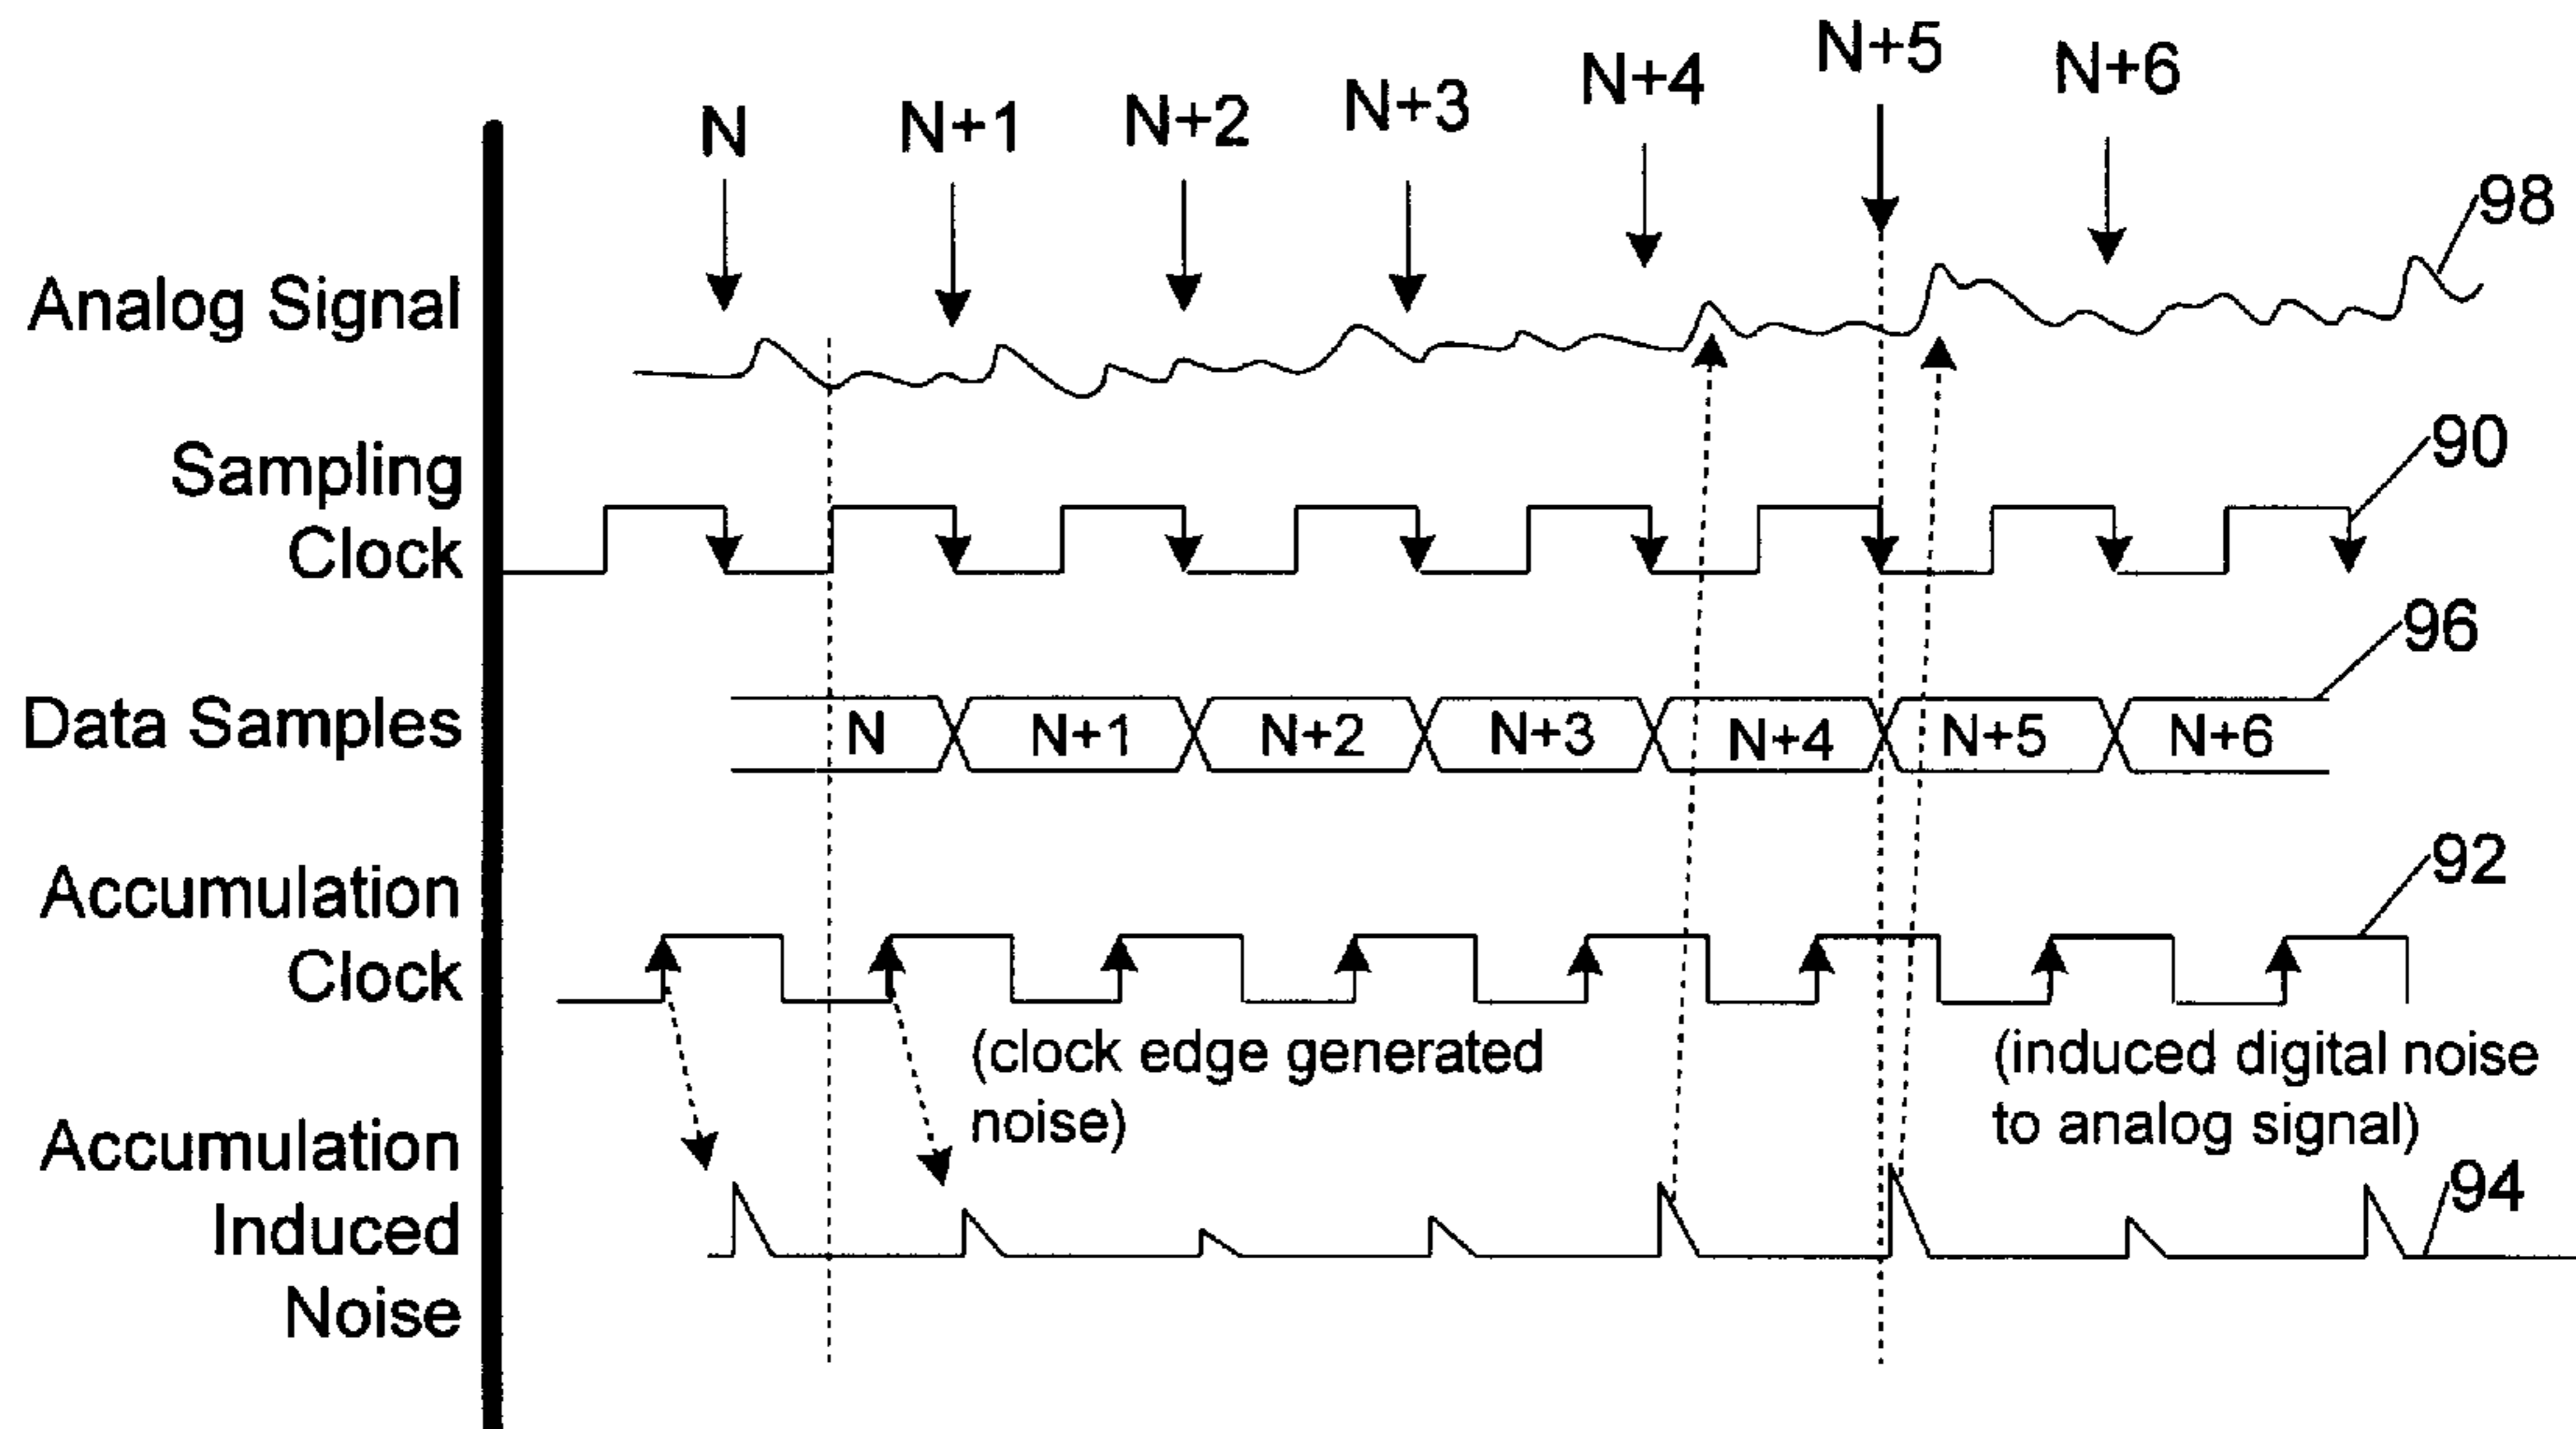 N
N+1
N+2
N+3
N+4
N+5
N+6
98
Analog Signal
Sampling
Clock
90
96
Data Samples
N
N+1
N+2
N+3
N+4
N+5
N+6
92
Accumulation
Clock
(clock edge generated
noise)
(induced digital noise
to analog signal)
Accumulation
Induced
Noise
94